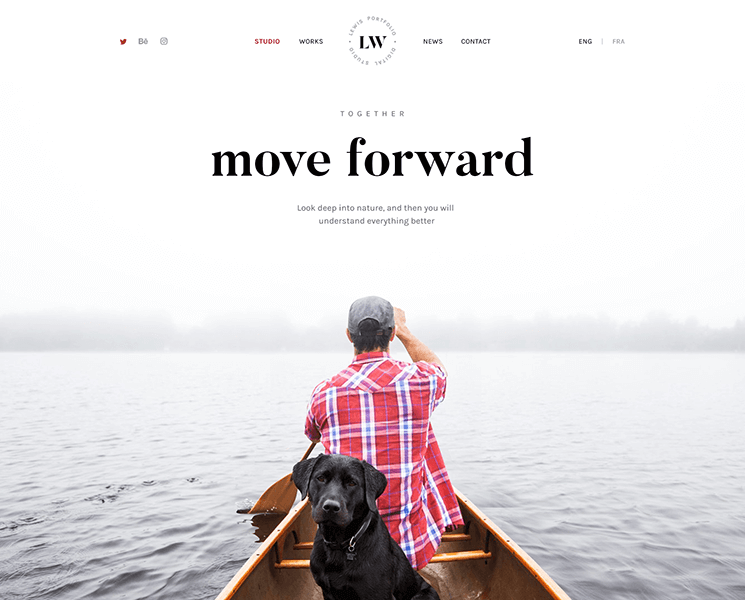 Bē
STUDIO
WORKS
LEWIS PORTFOLIO • DIGITAL STUDIO •
LW
NEWS
CONTACT
ENG | FRA
TOGETHER
move forward
Look deep into nature, and then you will
understand everything better